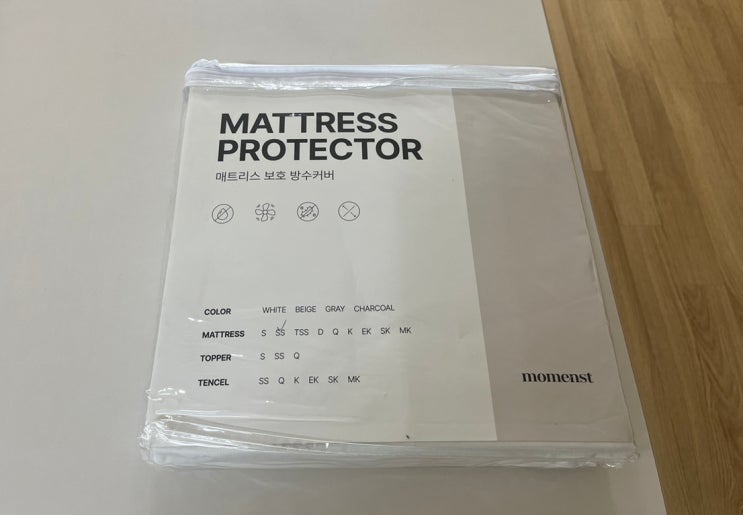 MATTRESS
PROTECTOR
매트리스 보호 방수커버
COLOR WHITE BEIGE GRAY CHARCOAL
MATTRESS S SS TSS D Q K EK SK MK
TOPPER S SS Q
TENCEL SS Q K EK SK MK
momenst